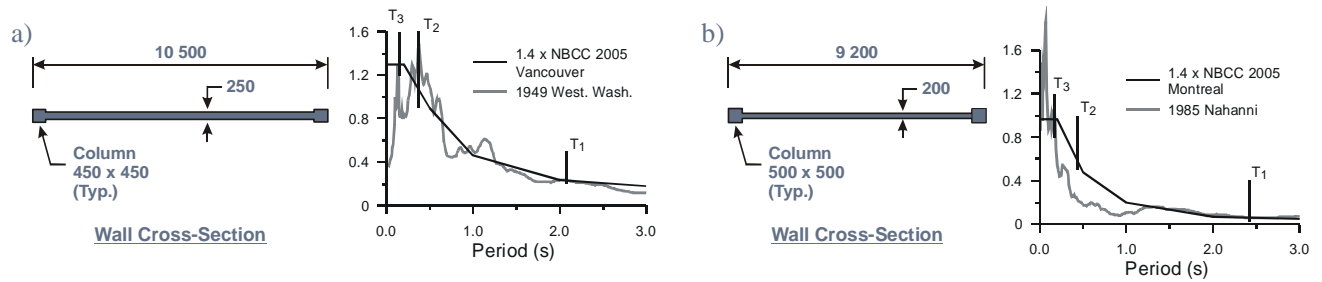 a)
10 500
250
Column
450 x 450
(Typ.)
Wall Cross-Section
T3
T2
1.6
1.4 x NBCC 2005
Vancouver
1949 West. Wash.
1.2
0.8
0.4
T1
0
0.0 1.0 2.0 3.0
Period (s)
b)
9 200
200
Column
500 x 500
(Typ.)
Wall Cross-Section
1.6
1.4 x NBCC 2005
Montreal
1985 Nahanni
T3
T2
1.2
0.8
0.4
T1
0
0.0 1.0 2.0 3.0
Period (s)